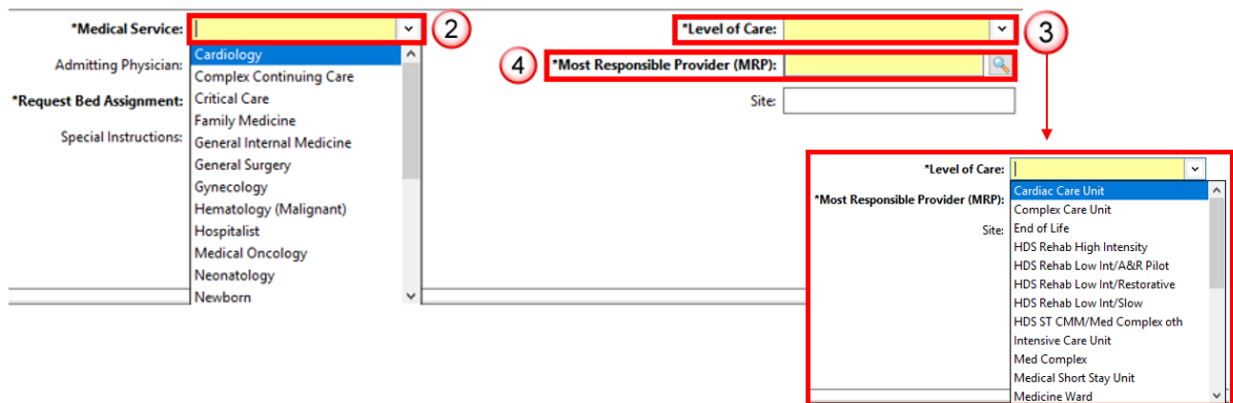 *Medical Service:
2
*Level of Care:
3
Admitting Physician:
4
*Most Responsible Provider (MRP):
*Request Bed Assignment:
Site:
Special Instructions:
Cardiology
Complex Continuing Care
Critical Care
Family Medicine
General Internal Medicine
General Surgery
Gynecology
Hematology (Malignant)
Hospitalist
Medical Oncology
Neonatology
Newborn
*Level of Care:
*Most Responsible Provider (MRP):
Site:
Cardiac Care Unit
Complex Care Unit
End of Life
HDS Rehab High Intensity
HDS Rehab Low Int/A&R Pilot
HDS Rehab Low Int/Restorative
HDS Rehab Low Int/Slow
HDS ST CMM/Med Complex oth
Intensive Care Unit
Med Complex
Medical Short Stay Unit
Medicine Ward